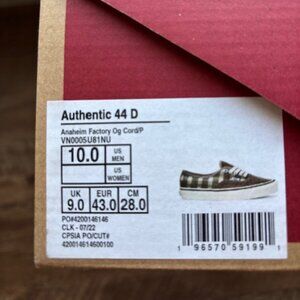 Authentic 44 D
Anaheim Factory Og Cord/P
VN0005U81NU
10.0 US MEN
US WOMEN
UK EUR CM
9.0 43.0 28.0
PO#4200146146
CLK - 07/22
CPSIA PO/CUT#
420014614600100
1 96570 59199 1